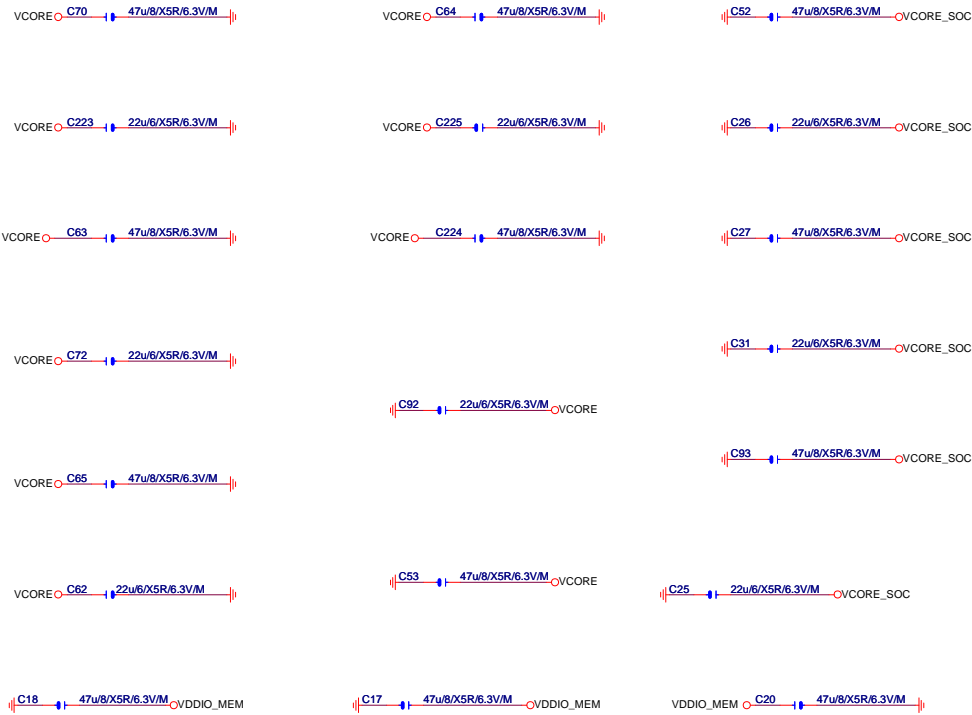 VCORE C70 47u/8/X5R/6.3V/M VCORE C64 47u/8/X5R/6.3V/M C52 47u/8/X5R/6.3V/M VCORE_SOC
VCORE C223 22u/6/X5R/6.3V/M VCORE C225 22u/6/X5R/6.3V/M C26 22u/6/X5R/6.3V/M VCORE_SOC
VCORE C63 47u/8/X5R/6.3V/M VCORE C224 47u/8/X5R/6.3V/M C27 47u/8/X5R/6.3V/M VCORE_SOC
C31 22u/6/X5R/6.3V/M VCORE_SOC
VCORE C72 22u/6/X5R/6.3V/M
C92 22u/6/X5R/6.3V/M VCORE
C93 47u/8/X5R/6.3V/M VCORE_SOC
VCORE C65 47u/8/X5R/6.3V/M
C53 47u/8/X5R/6.3V/M VCORE
VCORE C62 22u/6/X5R/6.3V/M C25 22u/6/X5R/6.3V/M VCORE_SOC
C18 47u/8/X5R/6.3V/M VDDIO_MEM C17 47u/8/X5R/6.3V/M VDDIO_MEM VDDIO_MEM C20 47u/8/X5R/6.3V/M